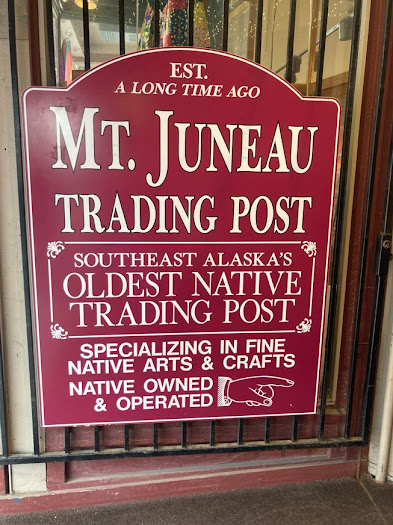 EST.
A LONG TIME AGO
MT. JUNEAU
TRADING POST
SOUTHEAST ALASKA'S
OLDEST NATIVE
TRADING POST
SPECIALIZING IN FINE
NATIVE ARTS & CRAFTS
NATIVE OWNED
& OPERATED